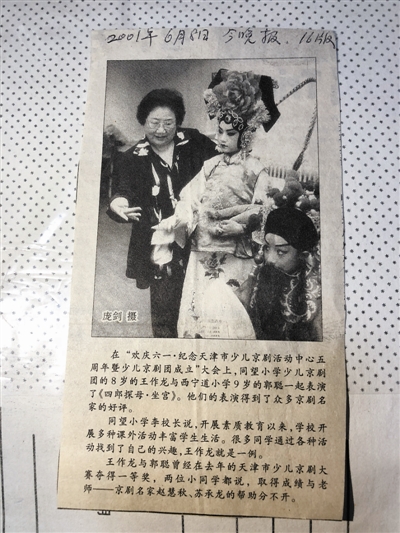 2001年6月8日 今晚报.16版
庞剑 摄
在“欢庆六一·纪念天津市少儿京剧活动中心五
周年暨少儿京剧团成立”大会上,同望小学少儿京剧
团的8岁的王作龙与西宁道小学9岁的郭聪一起表演
了《四郎探母·坐宫》。他们的表演得到了众多京剧名
家的好评。
同望小学李校长说,开展素质教育以来,学校开
展多种课外活动丰富学生生活。很多同学通过各种活
动找到了自己的兴趣,王作龙就是一例。
王作龙与郭聪曾经在去年的天津市少儿京剧大
赛夺得一等奖,两位小同学都说,取得成绩与老
师——京剧名家赵慧秋、苏承龙的帮助分不开。